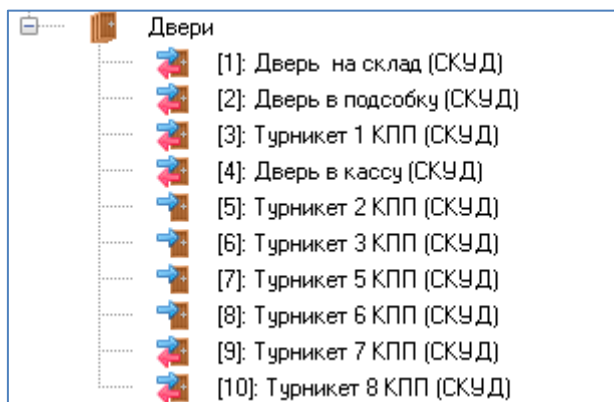 Двери
[1]: Дверь на склад (СКУД)
[2]: Дверь в подсобку (СКУД)
[3]: Турникет 1 КПП (СКУД)
[4]: Дверь в кассу (СКУД)
[5]: Турникет 2 КПП (СКУД)
[6]: Турникет 3 КПП (СКУД)
[7]: Турникет 5 КПП (СКУД)
[8]: Турникет 6 КПП (СКУД)
[9]: Турникет 7 КПП (СКУД)
[10]: Турникет 8 КПП (СКУД)